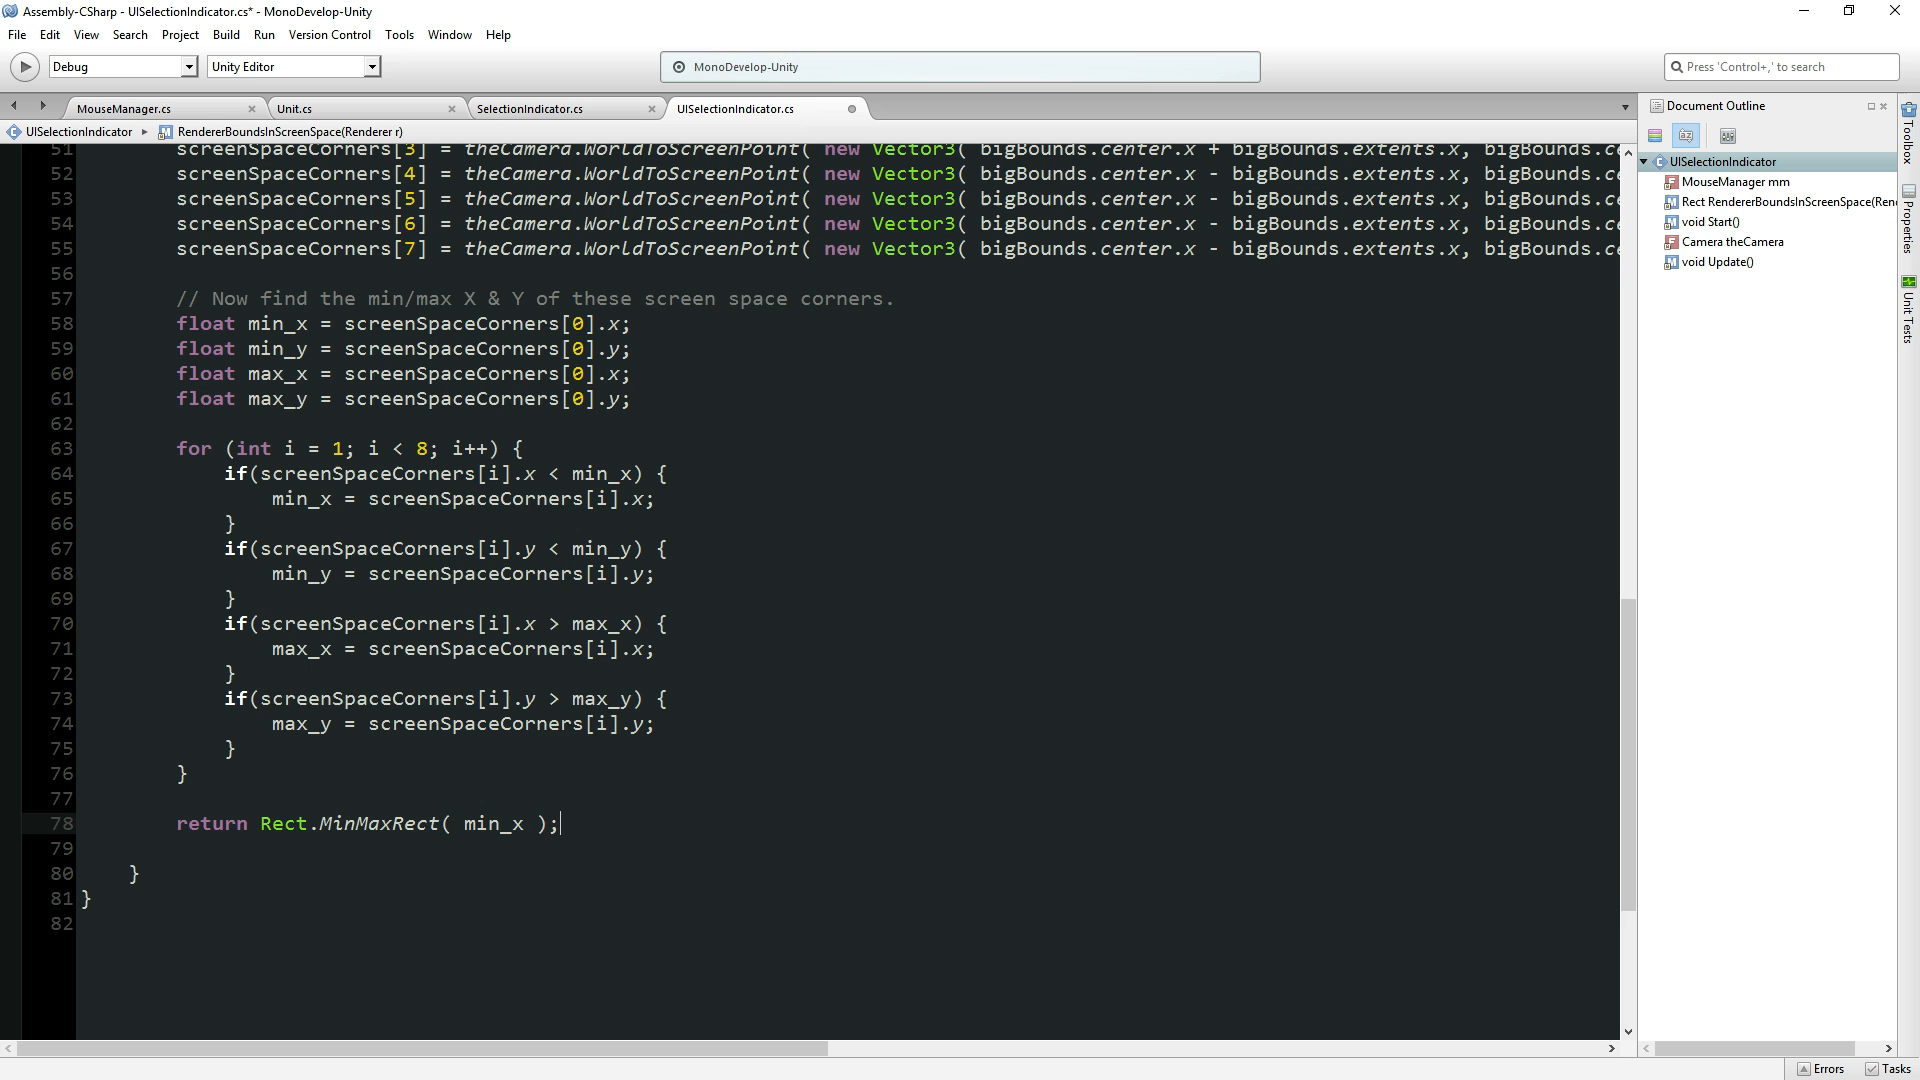 Assembly-CSharp - UISelectionIndicator.cs* - MonoDevelop-Unity
File Edit View Search Project Build Run Version Control Tools Window Help
Debug Unity Editor MonoDevelop-Unity Press 'Control+,' to search
MouseManager.cs Unit.cs SelectionIndicator.cs UISelectionIndicator.cs
UISelectionIndicator RendererBoundsInScreenSpace(Renderer r)
51 screenSpaceCorners[3] = theCamera.WorldToScreenPoint( new Vector3( bigBounds.center.x + bigBounds.extents.x, bigBounds.ce
52 screenSpaceCorners[4] = theCamera.WorldToScreenPoint( new Vector3( bigBounds.center.x - bigBounds.extents.x, bigBounds.ce
53 screenSpaceCorners[5] = theCamera.WorldToScreenPoint( new Vector3( bigBounds.center.x - bigBounds.extents.x, bigBounds.ce
54 screenSpaceCorners[6] = theCamera.WorldToScreenPoint( new Vector3( bigBounds.center.x - bigBounds.extents.x, bigBounds.ce
55 screenSpaceCorners[7] = theCamera.WorldToScreenPoint( new Vector3( bigBounds.center.x - bigBounds.extents.x, bigBounds.ce
56
57 // Now find the min/max X & Y of these screen space corners.
58 float min_x = screenSpaceCorners[0].x;
59 float min_y = screenSpaceCorners[0].y;
60 float max_x = screenSpaceCorners[0].x;
61 float max_y = screenSpaceCorners[0].y;
62
63 for (int i = 1; i < 8; i++) {
64 if(screenSpaceCorners[i].x < min_x) {
65 min_x = screenSpaceCorners[i].x;
66 }
67 if(screenSpaceCorners[i].y < min_y) {
68 min_y = screenSpaceCorners[i].y;
69 }
70 if(screenSpaceCorners[i].x > max_x) {
71 max_x = screenSpaceCorners[i].x;
72 }
73 if(screenSpaceCorners[i].y > max_y) {
74 max_y = screenSpaceCorners[i].y;
75 }
76 }
77
78 return Rect.MinMaxRect( min_x );
79
80 }
81 }
82
Document Outline
UISelectionIndicator
MouseManager mm
Rect RendererBoundsInScreenSpace(Ren
void Start()
Camera theCamera
void Update()
Toolbox
Properties
Unit Tests
Errors Tasks